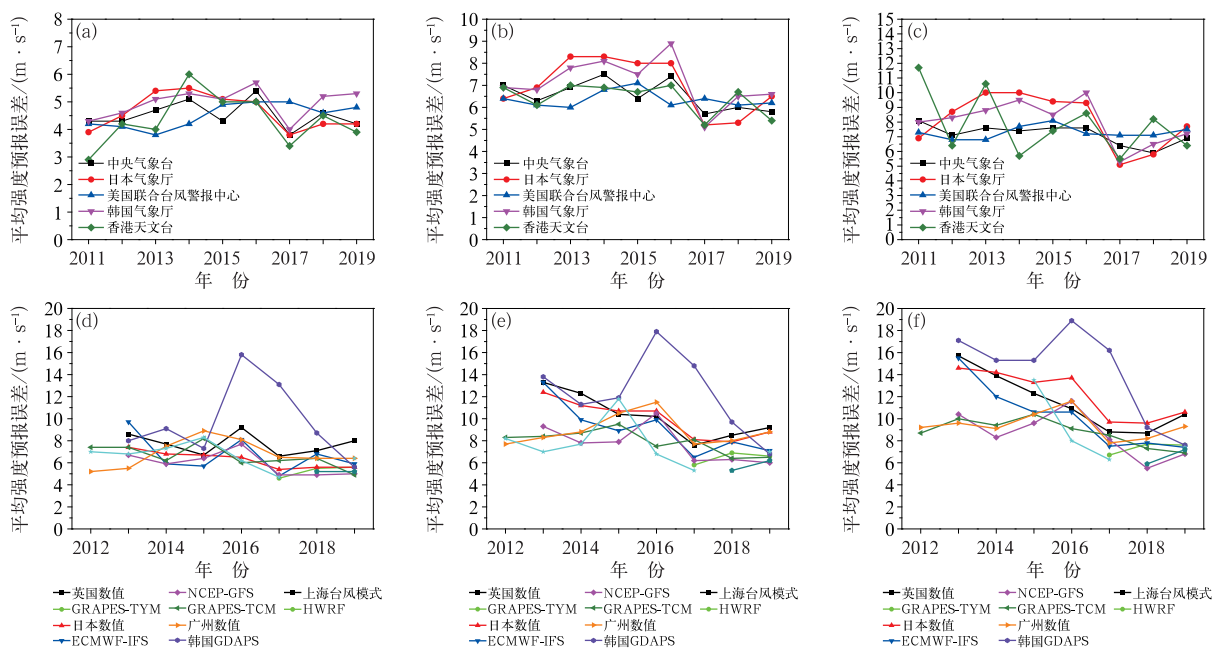 (a)
平均强度预报误差/(m · s⁻¹)
8
7
6
5
4
3
2
1
0
中央气象台
日本气象厅
美国联合台风警报中心
韩国气象厅
香港天文台
2011 2013 2015 2017 2019
年 份
(b)
平均强度预报误差/(m · s⁻¹)
10
9
8
7
6
5
4
3
2
1
0
中央气象台
日本气象厅
美国联合台风警报中心
韩国气象厅
香港天文台
2011 2013 2015 2017 2019
年 份
(c)
平均强度预报误差/(m · s⁻¹)
15
14
13
12
11
10
9
8
7
6
5
4
3
2
1
0
中央气象台
日本气象厅
美国联合台风警报中心
韩国气象厅
香港天文台
2011 2013 2015 2017 2019
年 份
(d)
平均强度预报误差/(m · s⁻¹)
20
18
16
14
12
10
8
6
4
2
0
2012 2014 2016 2018
年 份
英国数值 NCEP-GFS 上海台风模式
GRAPES-TYM GRAPES-TCM HWRF
日本数值 广州数值
ECMWF-IFS 韩国GDAPS
(e)
平均强度预报误差/(m · s⁻¹)
20
18
16
14
12
10
8
6
4
2
0
2012 2014 2016 2018
年 份
英国数值 NCEP-GFS 上海台风模式
GRAPES-TYM GRAPES-TCM HWRF
日本数值 广州数值
ECMWF-IFS 韩国GDAPS
(f)
平均强度预报误差/(m · s⁻¹)
20
18
16
14
12
10
8
6
4
2
0
2012 2014 2016 2018
年 份
英国数值 NCEP-GFS 上海台风模式
GRAPES-TYM GRAPES-TCM HWRF
日本数值 广州数值
ECMWF-IFS 韩国GDAPS